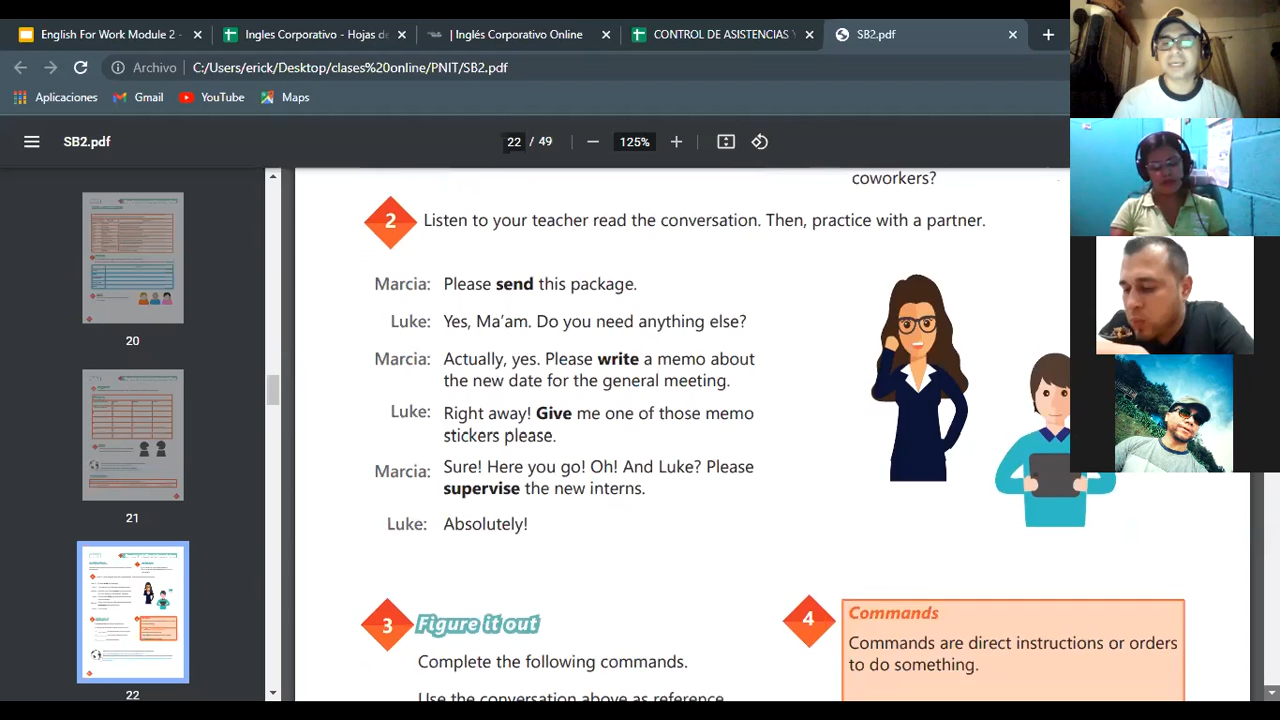 English For Work Module 2 -
Ingles Corporativo - Hojas de
| Inglés Corporativo Online
CONTROL DE ASISTENCIAS
SB2.pdf
Archivo
C:/Users/erick/Desktop/clases%20online/PNIT/SB2.pdf
Aplicaciones
Gmail
YouTube
Maps
SB2.pdf
22 / 49
125%
20
21
22
coworkers?
2
Listen to your teacher read the conversation. Then, practice with a partner.
Marcia: Please send this package.
Luke: Yes, Ma'am. Do you need anything else?
Marcia: Actually, yes. Please write a memo about
the new date for the general meeting.
Luke: Right away! Give me one of those memo
stickers please.
Marcia: Sure! Here you go! Oh! And Luke? Please
supervise the new interns.
Luke: Absolutely!
3
Figure it out
Complete the following commands.
Use the conversation above as reference
4
Commands
Commands are direct instructions or orders
to do something.